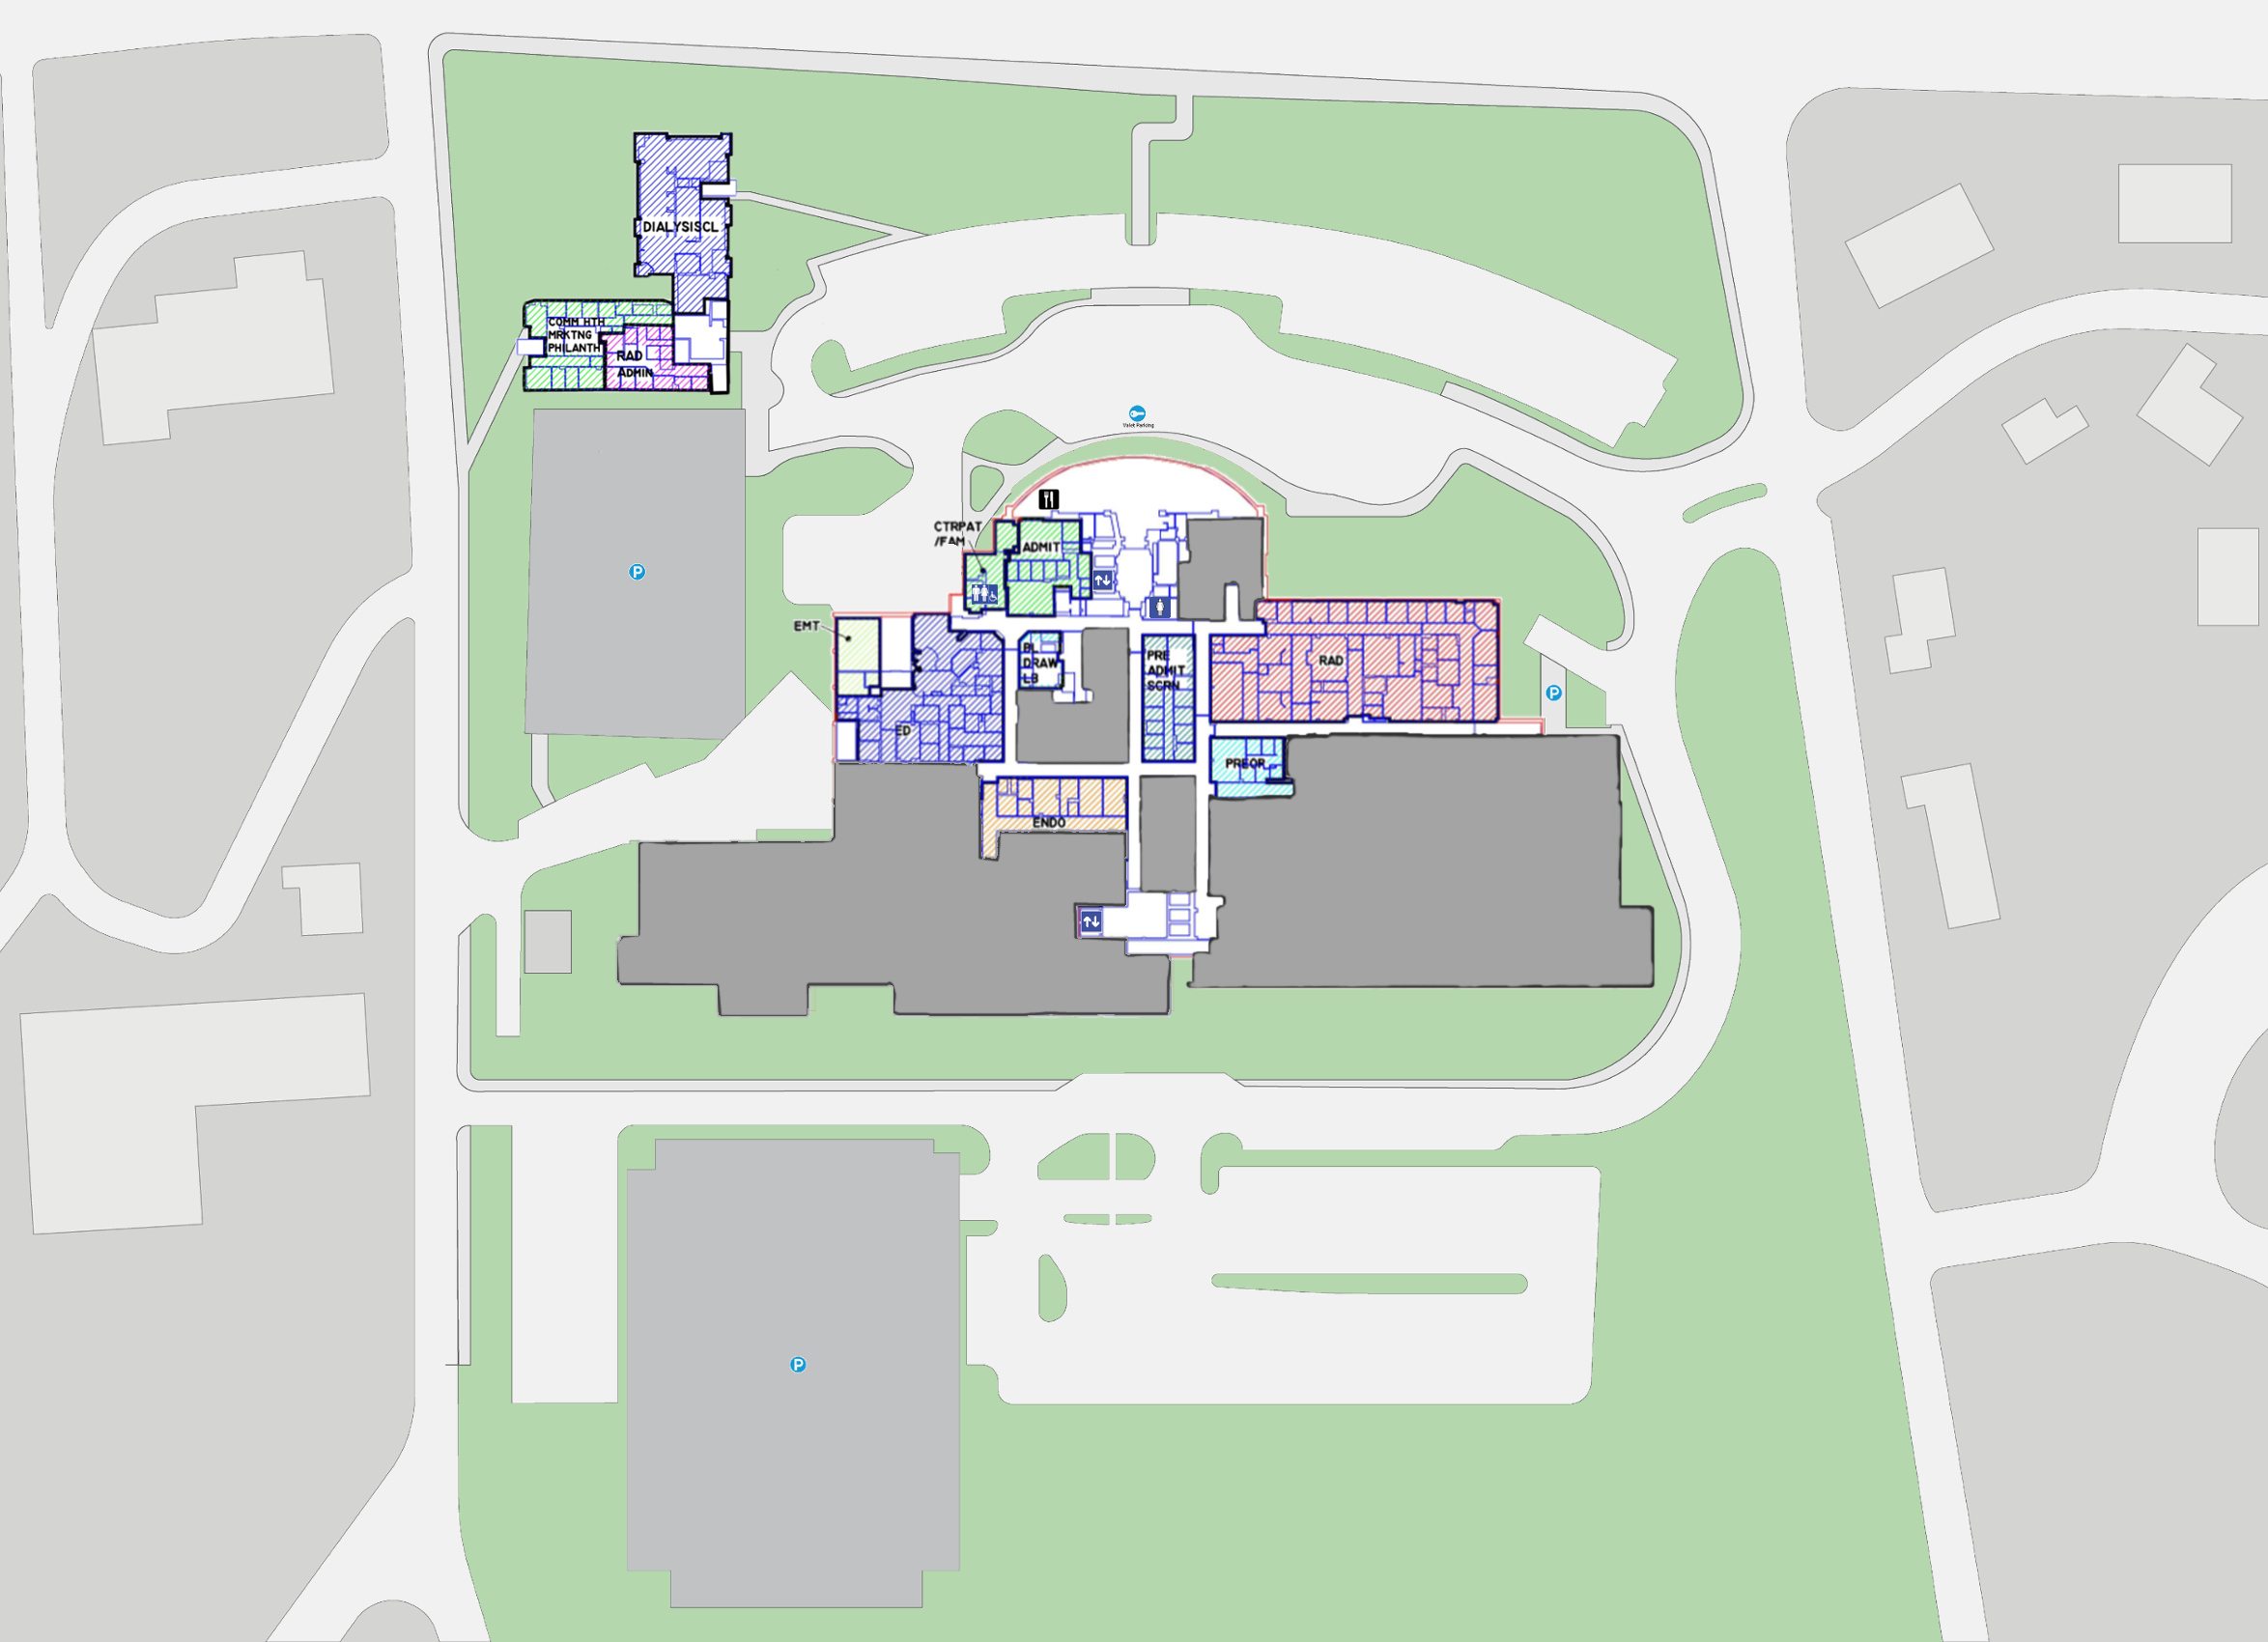 DIALYSISCL
COMM HTH
MRKTNG
PHILANTH
RAD
ADMIN
Valet Parking
CTRPAT
/FAM
ADMIT
P
EMT
BL
DRAW
LB
PRE
ADMIT
SCRN
RAD
P
ED
PREOR
ENDO
P